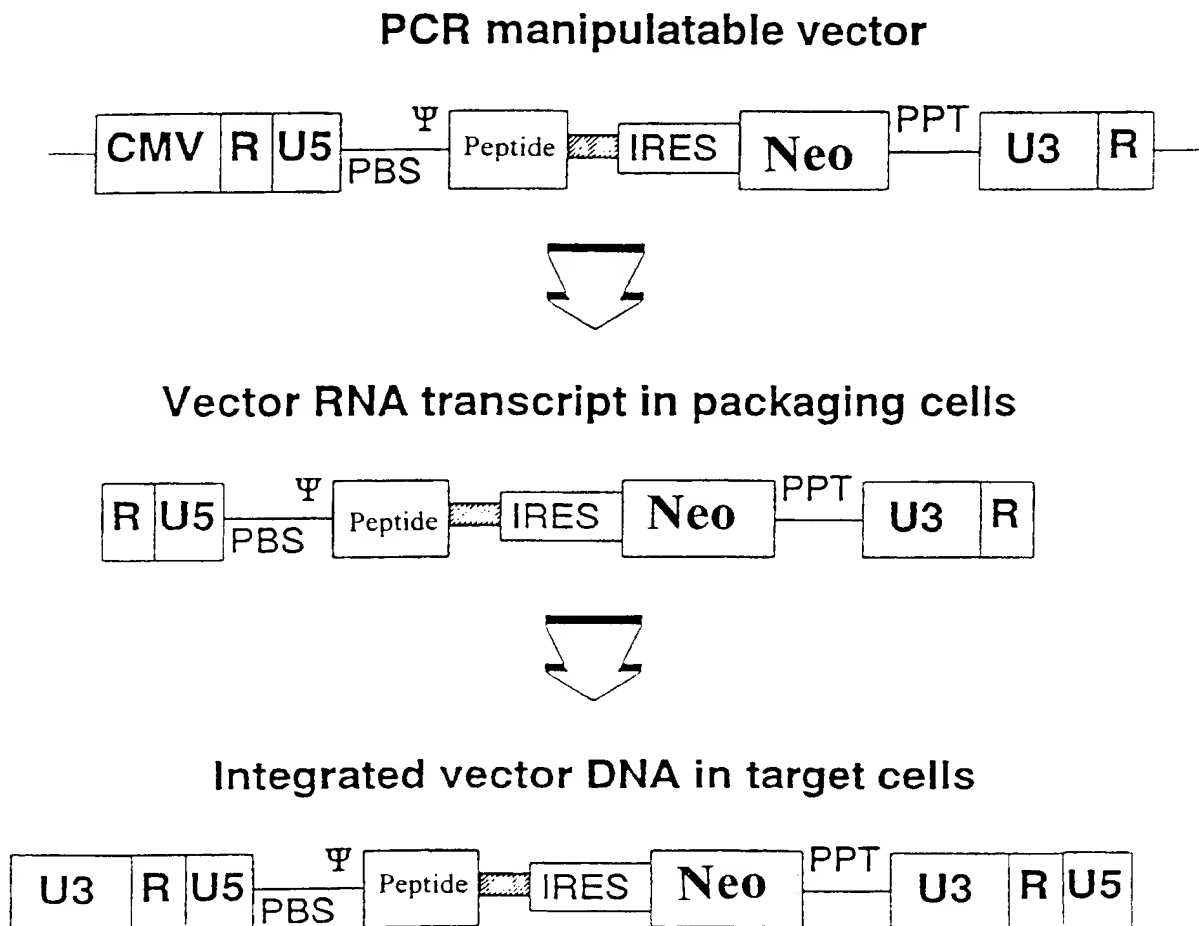 PCR manipulatable vector
CMV R U5 PBS Ψ Peptide IRES Neo PPT U3 R
Vector RNA transcript in packaging cells
R U5 PBS Ψ Peptide IRES Neo PPT U3 R
Integrated vector DNA in target cells
U3 R U5 PBS Ψ Peptide IRES Neo PPT U3 R U5